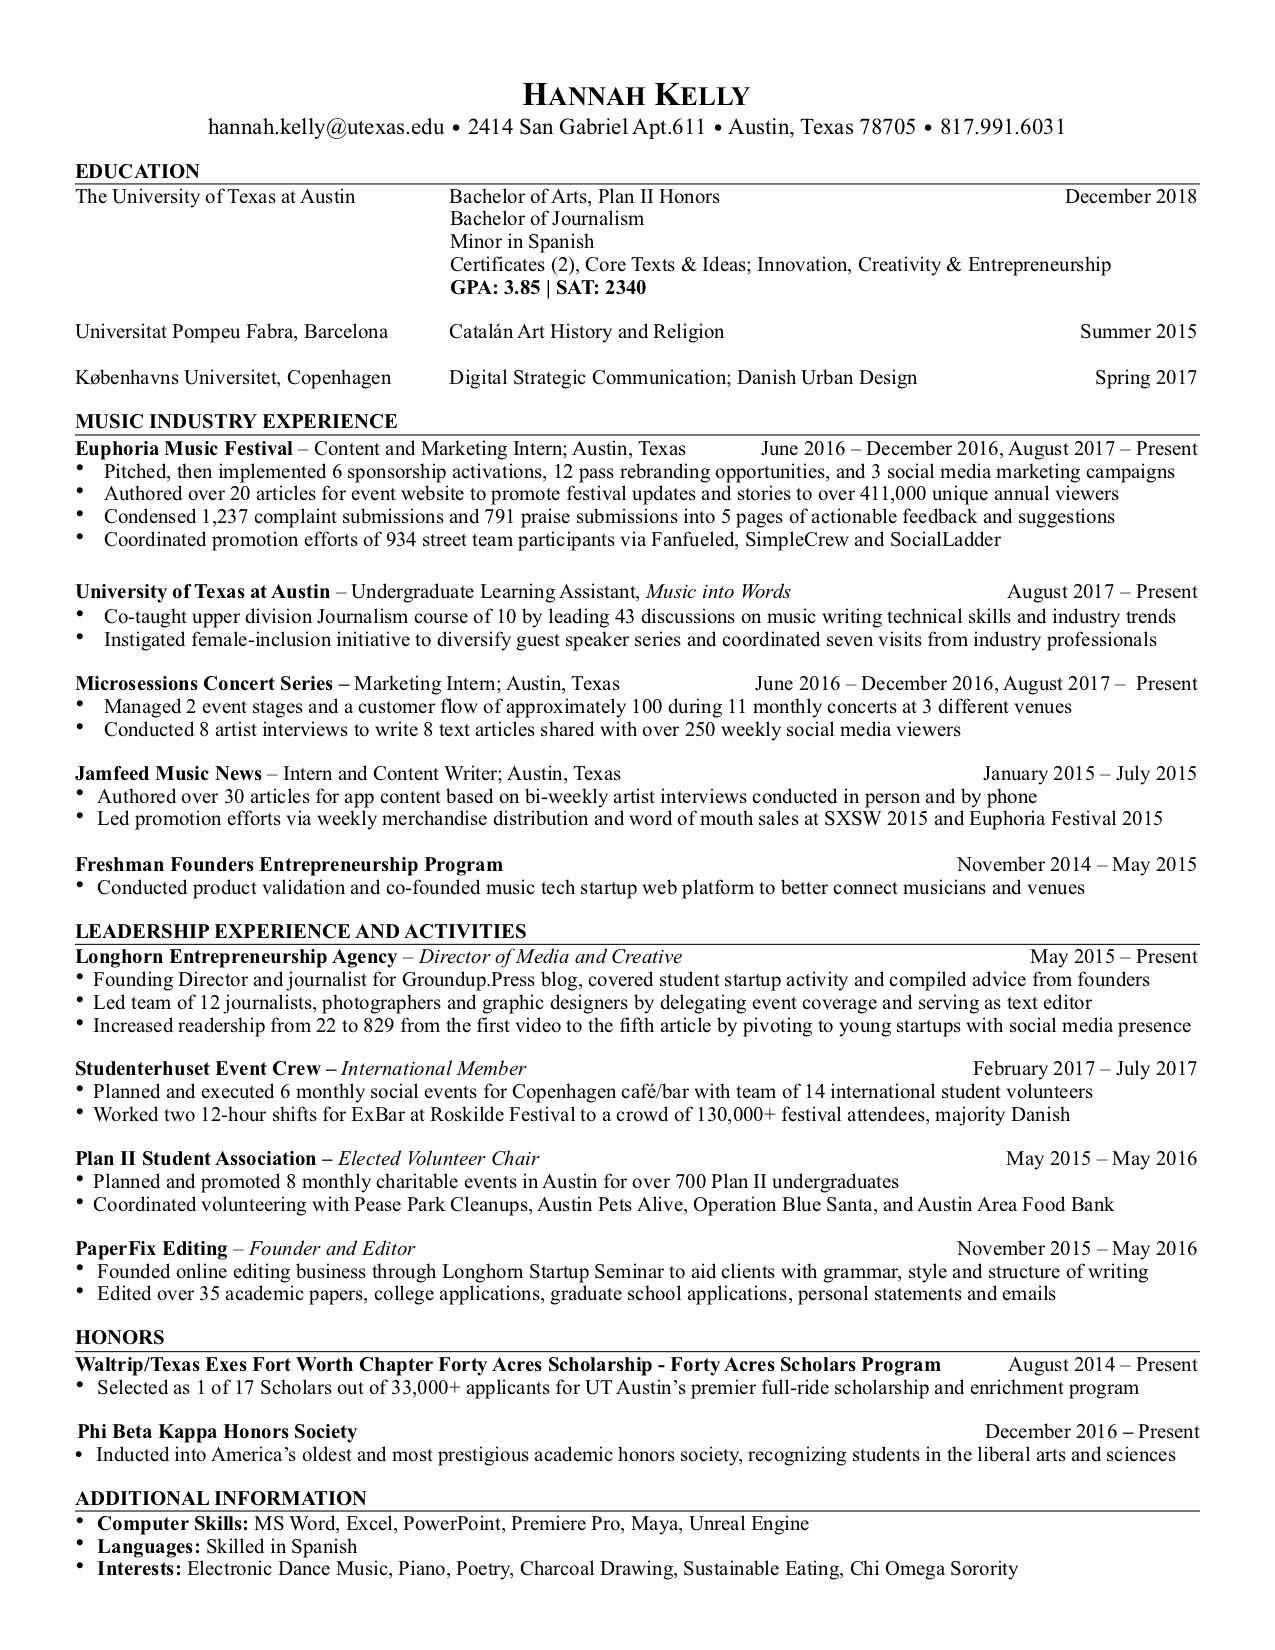 HANNAH KELLY
hannah.kelly@utexas.edu • 2414 San Gabriel Apt.611 • Austin, Texas 78705 • 817.991.6031
EDUCATION
The University of Texas at Austin Bachelor of Arts, Plan II Honors December 2018
Bachelor of Journalism
Minor in Spanish
Certificates (2), Core Texts & Ideas; Innovation, Creativity & Entrepreneurship
GPA: 3.85 | SAT: 2340
Universitat Pompeu Fabra, Barcelona Catalán Art History and Religion Summer 2015
Københavns Universitet, Copenhagen Digital Strategic Communication; Danish Urban Design Spring 2017
MUSIC INDUSTRY EXPERIENCE
Euphoria Music Festival – Content and Marketing Intern; Austin, Texas June 2016 – December 2016, August 2017 – Present
• Pitched, then implemented 6 sponsorship activations, 12 pass rebranding opportunities, and 3 social media marketing campaigns
• Authored over 20 articles for event website to promote festival updates and stories to over 411,000 unique annual viewers
• Condensed 1,237 complaint submissions and 791 praise submissions into 5 pages of actionable feedback and suggestions
• Coordinated promotion efforts of 934 street team participants via Fanfueled, SimpleCrew and SocialLadder
University of Texas at Austin – Undergraduate Learning Assistant, Music into Words August 2017 – Present
• Co-taught upper division Journalism course of 10 by leading 43 discussions on music writing technical skills and industry trends
• Instigated female-inclusion initiative to diversify guest speaker series and coordinated seven visits from industry professionals
Microsessions Concert Series – Marketing Intern; Austin, Texas June 2016 – December 2016, August 2017 – Present
• Managed 2 event stages and a customer flow of approximately 100 during 11 monthly concerts at 3 different venues
• Conducted 8 artist interviews to write 8 text articles shared with over 250 weekly social media viewers
Jamfeed Music News – Intern and Content Writer; Austin, Texas January 2015 – July 2015
• Authored over 30 articles for app content based on bi-weekly artist interviews conducted in person and by phone
• Led promotion efforts via weekly merchandise distribution and word of mouth sales at SXSW 2015 and Euphoria Festival 2015
Freshman Founders Entrepreneurship Program November 2014 – May 2015
• Conducted product validation and co-founded music tech startup web platform to better connect musicians and venues
LEADERSHIP EXPERIENCE AND ACTIVITIES
Longhorn Entrepreneurship Agency – Director of Media and Creative May 2015 – Present
• Founding Director and journalist for Groundup.Press blog, covered student startup activity and compiled advice from founders
• Led team of 12 journalists, photographers and graphic designers by delegating event coverage and serving as text editor
• Increased readership from 22 to 829 from the first video to the fifth article by pivoting to young startups with social media presence
Studenterhuset Event Crew – International Member February 2017 – July 2017
• Planned and executed 6 monthly social events for Copenhagen café/bar with team of 14 international student volunteers
• Worked two 12-hour shifts for ExBar at Roskilde Festival to a crowd of 130,000+ festival attendees, majority Danish
Plan II Student Association – Elected Volunteer Chair May 2015 – May 2016
• Planned and promoted 8 monthly charitable events in Austin for over 700 Plan II undergraduates
• Coordinated volunteering with Pease Park Cleanups, Austin Pets Alive, Operation Blue Santa, and Austin Area Food Bank
PaperFix Editing – Founder and Editor November 2015 – May 2016
• Founded online editing business through Longhorn Startup Seminar to aid clients with grammar, style and structure of writing
• Edited over 35 academic papers, college applications, graduate school applications, personal statements and emails
HONORS
Waltrip/Texas Exes Fort Worth Chapter Forty Acres Scholarship - Forty Acres Scholars Program August 2014 – Present
• Selected as 1 of 17 Scholars out of 33,000+ applicants for UT Austin’s premier full-ride scholarship and enrichment program
Phi Beta Kappa Honors Society December 2016 – Present
• Inducted into America’s oldest and most prestigious academic honors society, recognizing students in the liberal arts and sciences
ADDITIONAL INFORMATION
• Computer Skills: MS Word, Excel, PowerPoint, Premiere Pro, Maya, Unreal Engine
• Languages: Skilled in Spanish
• Interests: Electronic Dance Music, Piano, Poetry, Charcoal Drawing, Sustainable Eating, Chi Omega Sorority